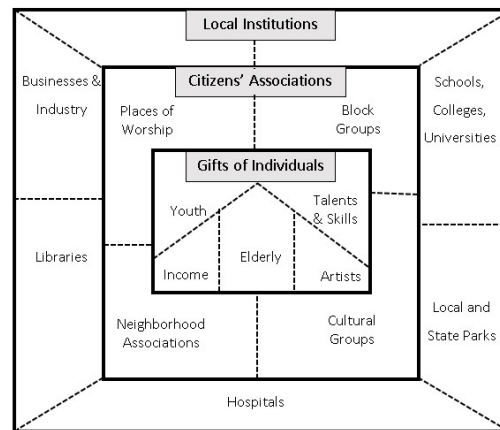 Local Institutions
Businesses &
Industry
Citizens' Associations
Schools,
Colleges,
Universities
Places of
Worship
Block
Groups
Gifts of Individuals
Youth
Talents
& Skills
Libraries
Elderly
Income
Artists
Neighborhood
Associations
Cultural
Groups
Local and
State Parks
Hospitals